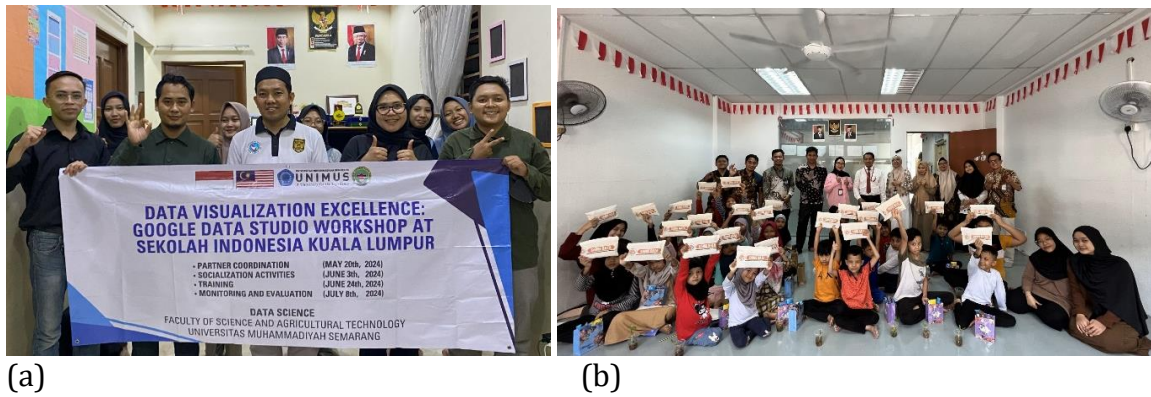 UNIMUS
DATA VISUALIZATION EXCELLENCE:
GOOGLE DATA STUDIO WORKSHOP AT
SEKOLAH INDONESIA KUALA LUMPUR
• PARTNER COORDINATION (MAY 20th, 2024)
• SOCIALIZATION ACTIVITIES (JUNE 3th, 2024)
• TRAINING (JUNE 24th, 2024)
• MONITORING AND EVALUATION (JULY 8th, 2024)
DATA SCIENCE
FACULTY OF SCIENCE AND AGRICULTURAL TECHNOLOGY
UNIVERSITAS MUHAMMADIYAH SEMARANG
(a)
(b)